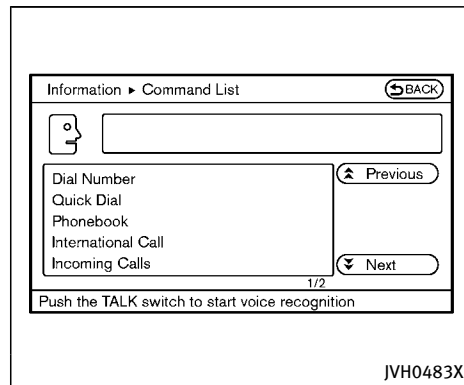 Information ▸ Command List
BACK
Dial Number
Quick Dial
Phonebook
International Call
Incoming Calls
Previous
Next
1/2
Push the TALK switch to start voice recognition
JVH0483X